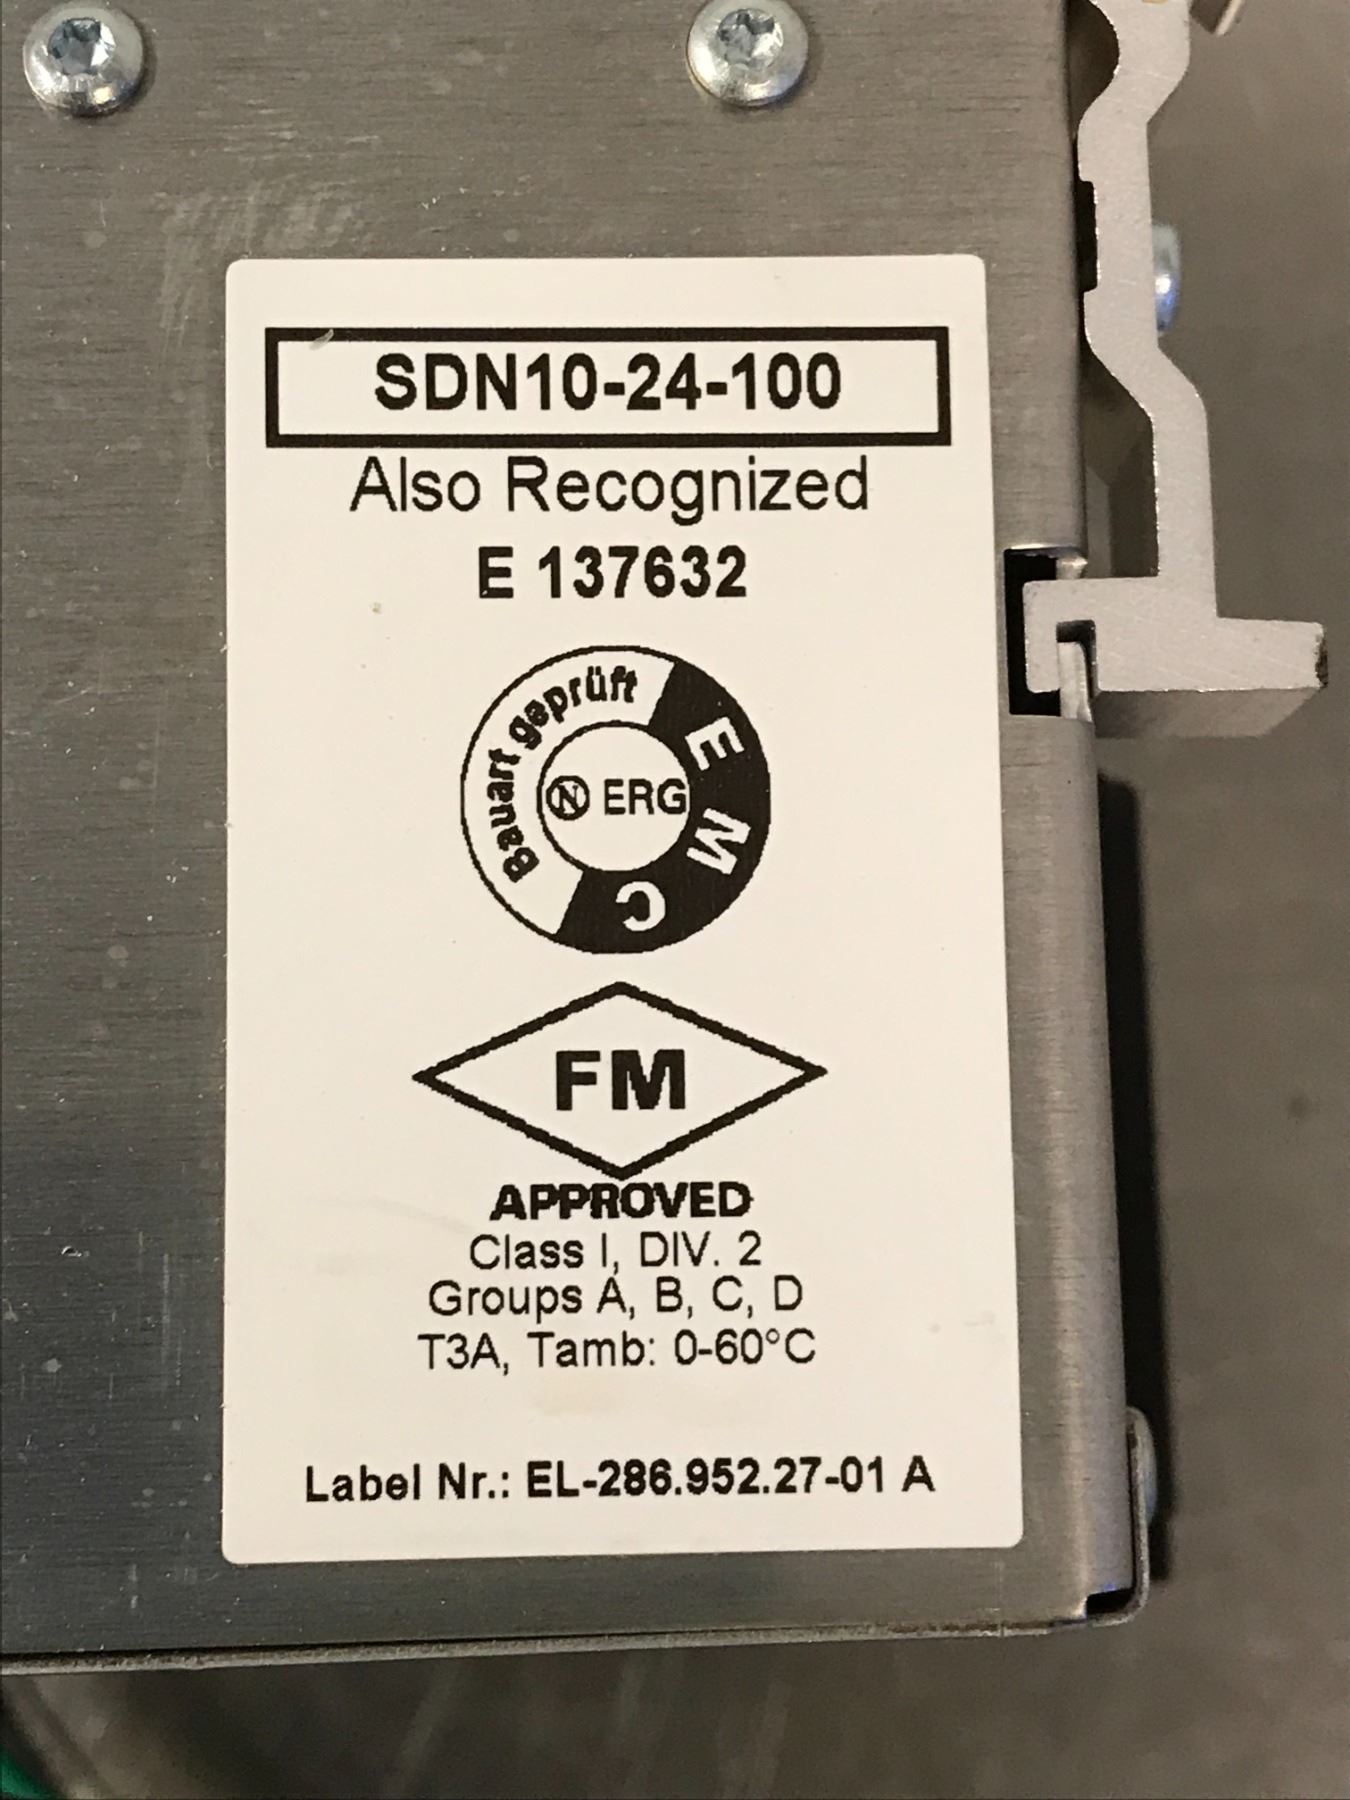 SDN10-24-100
Also Recognized
E 137632
Bauart geprüft
E M C
N ERG
FM
APPROVED
Class I, DIV. 2
Groups A, B, C, D
T3A, Tamb: 0-60°C
Label Nr.: EL-286.952.27-01 A